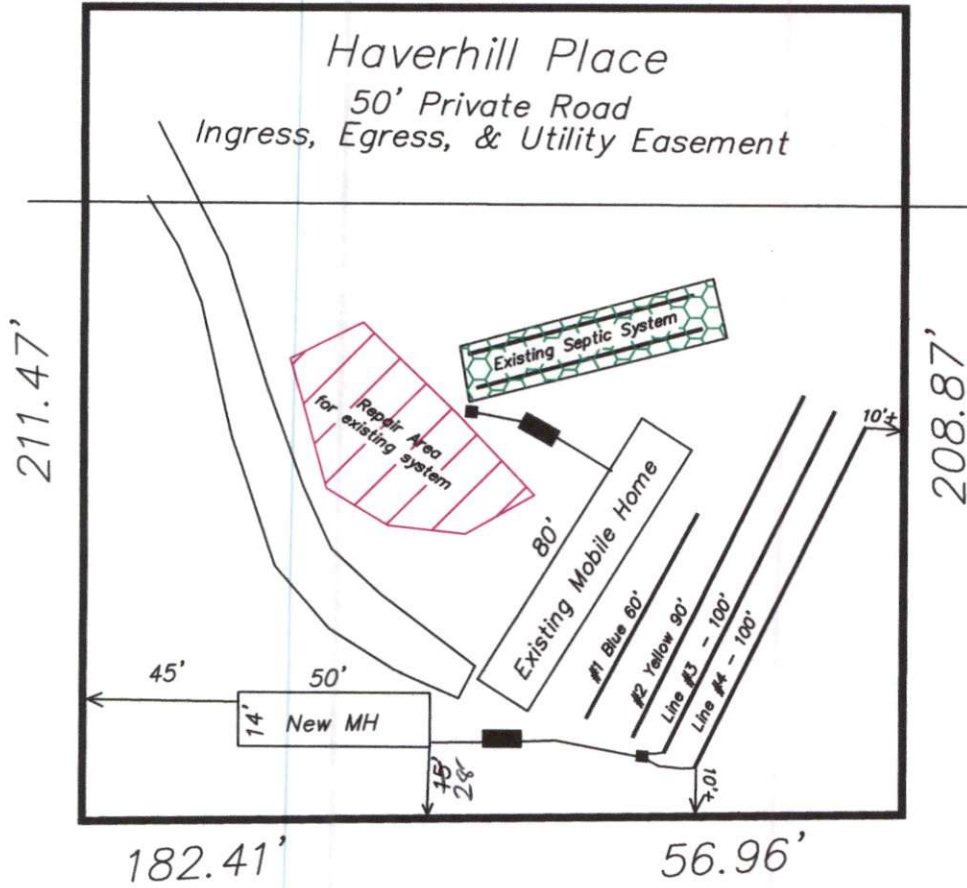 Haverhill Place
50' Private Road
Ingress, Egress, & Utility Easement
211.47'
208.87'
Existing Septic System
Repair Area
for existing system
10'+
80'
Existing Mobile Home
#1 Blue 60'
#2 Yellow 90'
Line #3 - 100'
Line #4 - 100'
45'
50'
14'
New MH
15'
28'
10'+
182.41'
56.96'